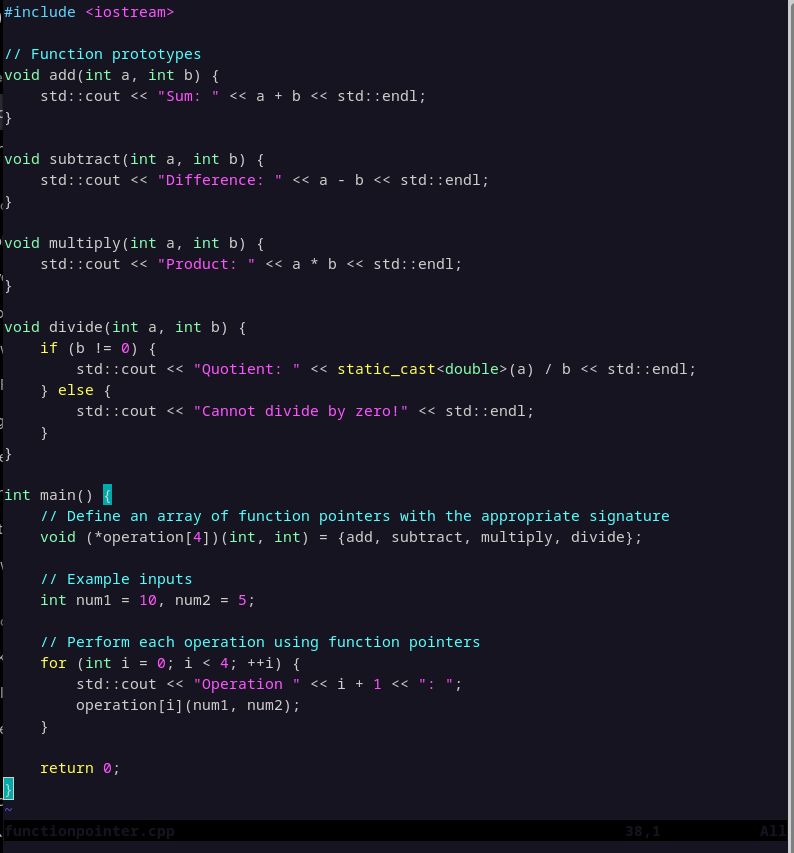 #include <iostream>

// Function prototypes
void add(int a, int b) {
    std::cout << "Sum: " << a + b << std::endl;
}

void subtract(int a, int b) {
    std::cout << "Difference: " << a - b << std::endl;
}

void multiply(int a, int b) {
    std::cout << "Product: " << a * b << std::endl;
}

void divide(int a, int b) {
    if (b != 0) {
        std::cout << "Quotient: " << static_cast<double>(a) / b << std::endl;
    } else {
        std::cout << "Cannot divide by zero!" << std::endl;
    }
}

int main() {
    // Define an array of function pointers with the appropriate signature
    void (*operation[4])(int, int) = {add, subtract, multiply, divide};

    // Example inputs
    int num1 = 10, num2 = 5;

    // Perform each operation using function pointers
    for (int i = 0; i < 4; ++i) {
        std::cout << "Operation " << i + 1 << ": ";
        operation[i](num1, num2);
    }

    return 0;
}
~
functionpointer.cpp 38,1 All